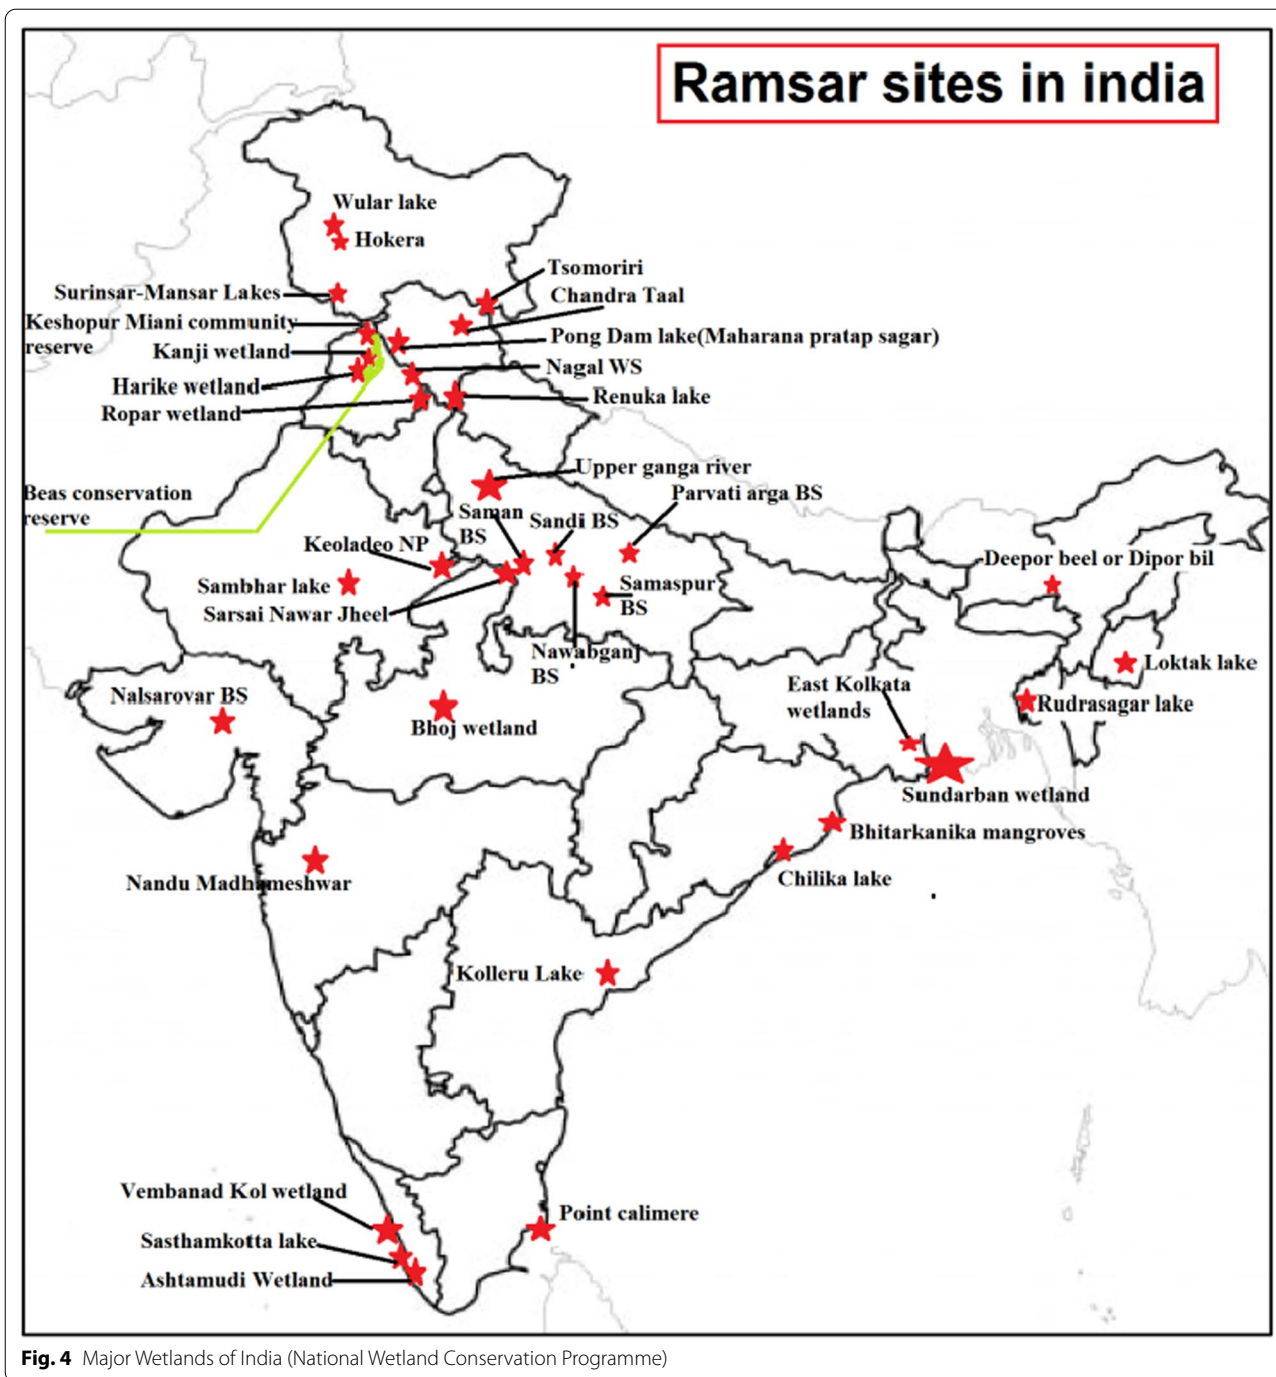 Ramsar sites in india
Wular lake
Hokera
Tsomoriri
Surinsar-Mansar Lakes
Chandra Taal
Keshopur Miani community
reserve
Pong Dam lake(Maharana pratap sagar)
Kanji wetland
Nagal WS
Harike wetland
Renuka lake
Ropar wetland
Upper ganga river
Beas conservation
reserve
Parvati arga BS
Saman
BS
Sandi BS
Keoladeo NP
Deepor beel or Dipor bil
Sambhar lake
Samaspur
BS
Sarsai Nawar Jheel
Nawabganj
BS
Loktak lake
East Kolkata
wetlands
Nalsarovar BS
Rudrasagar lake
Bhoj wetland
Sundarban wetland
Bhitarkanika mangroves
Chilika lake
Nandu Madhameshwar
Kolleru Lake
Vembanad Kol wetland
Point calimere
Sasthamkotta lake
Ashtamudi Wetland
Fig. 4 Major Wetlands of India (National Wetland Conservation Programme)